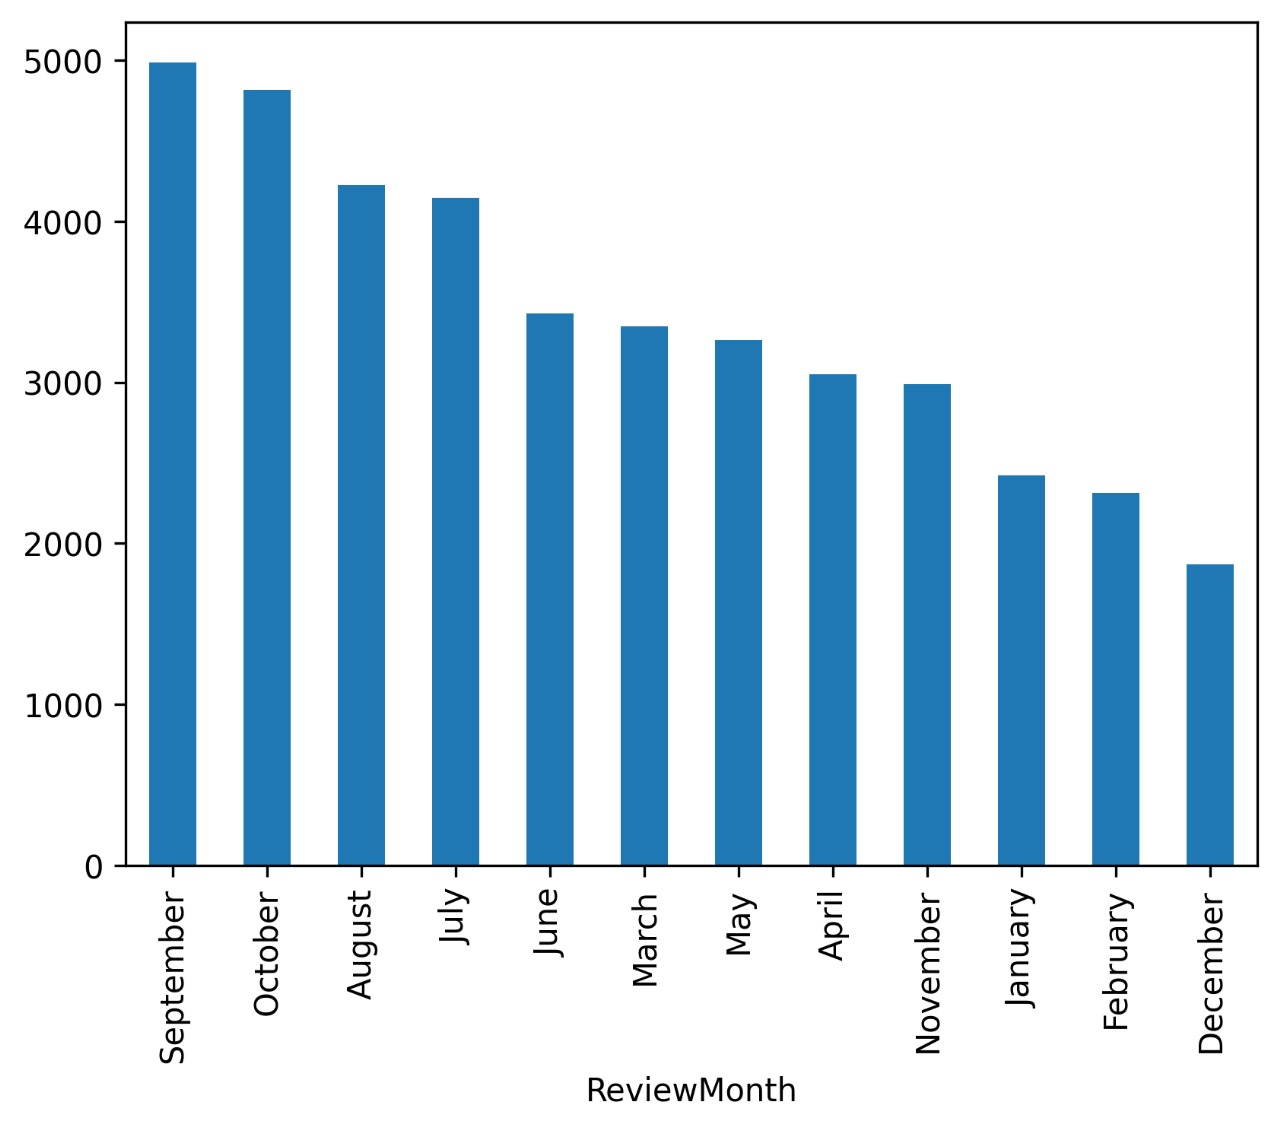 5000
4000
3000
2000
1000
0
September
October
August
July
June
March
May
April
November
January
February
December
ReviewMonth